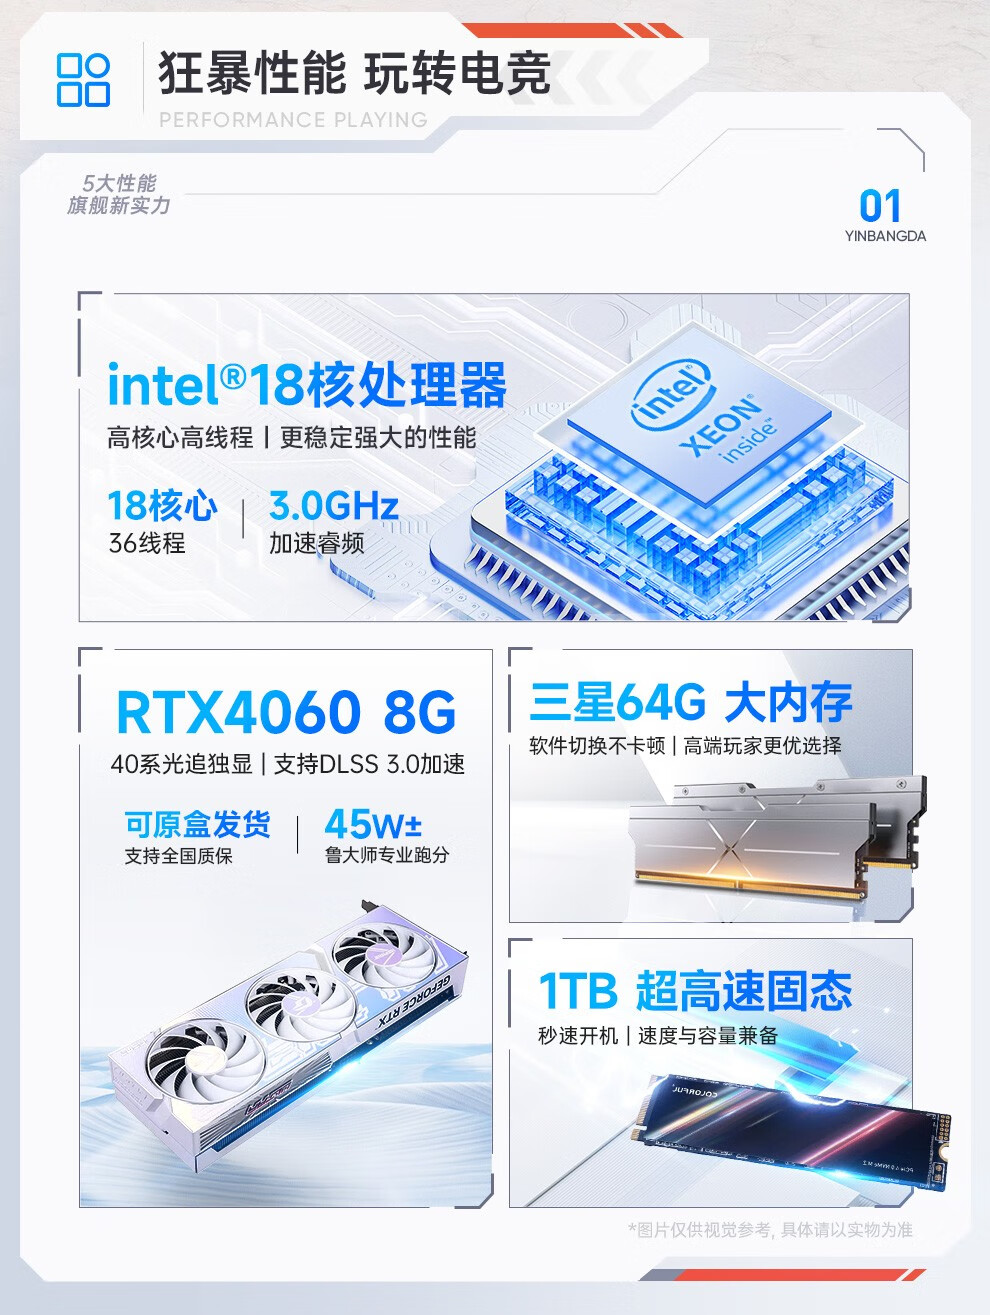 狂暴性能 玩转电竞
PERFORMANCE PLAYING
5大性能
旗舰新实力
01
YINBANGDA
intel®18核处理器
高核心高线程 | 更稳定强大的性能
18核心
36线程
3.0GHz
加速睿频
intel®
XEON®
inside™
RTX4060 8G
40系光追独显 | 支持DLSS 3.0加速
可原盒发货
支持全国质保
45W±
鲁大师专业跑分
GEFORCE RTX
三星64G 大内存
软件切换不卡顿 | 高端玩家更优选择
1TB 超高速固态
秒速开机 | 速度与容量兼备
COLORFUL
PCIe 4.0 NVMe M.2
*图片仅供视觉参考, 具体请以实物为准